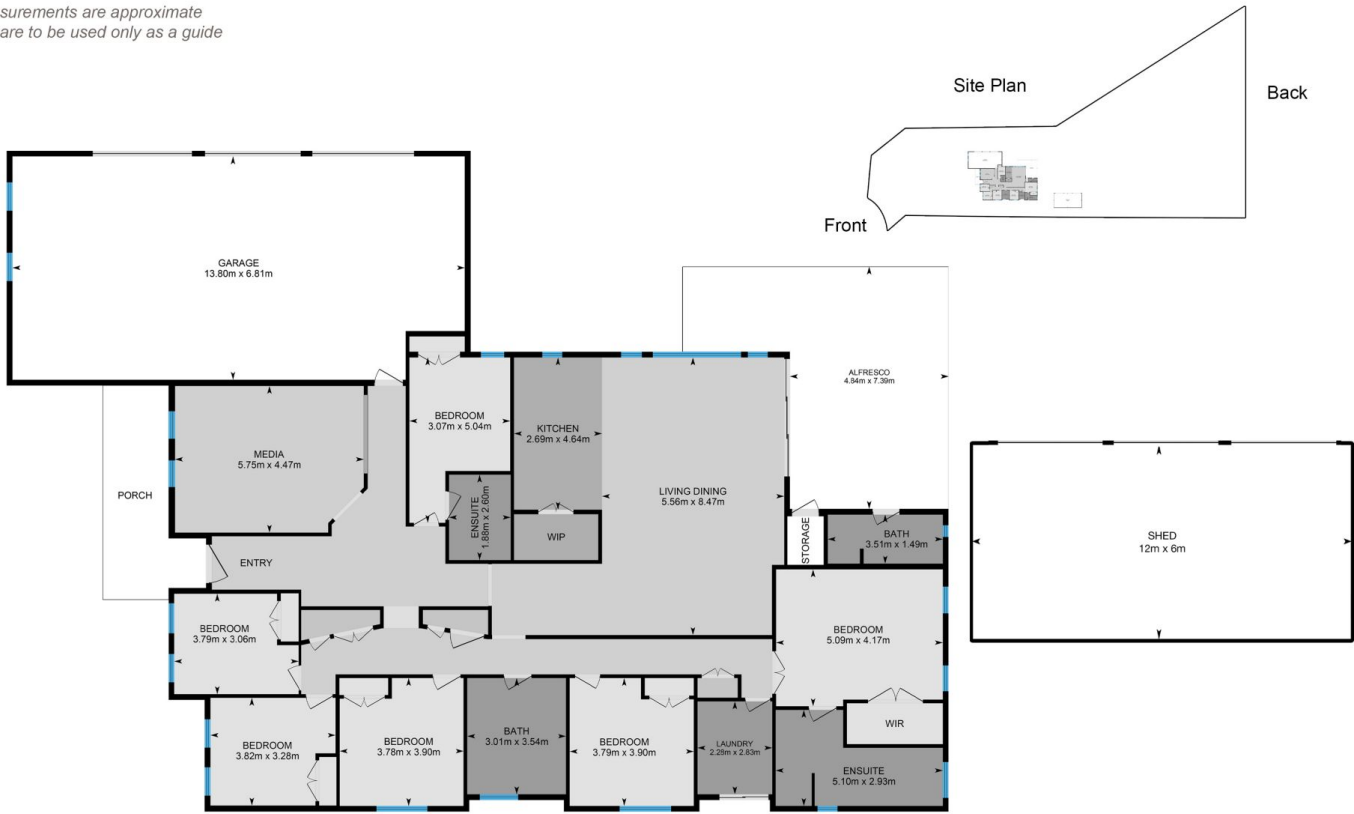 surements are approximate
are to be used only as a guide
Site Plan
Back
Front
GARAGE
13.80m x 6.81m
ALFRESCO
4.84m x 7.39m
BEDROOM
3.07m x 5.04m
KITCHEN
2.69m x 4.64m
MEDIA
5.75m x 4.47m
PORCH
LIVING DINING
5.56m x 8.47m
ENSUITE
1.88m x 2.60m
WIP
STORAGE
BATH
3.51m x 1.49m
SHED
12m x 6m
ENTRY
BEDROOM
3.79m x 3.06m
BEDROOM
5.09m x 4.17m
WIR
BEDROOM
3.82m x 3.28m
BEDROOM
3.78m x 3.90m
BATH
3.01m x 3.54m
BEDROOM
3.79m x 3.90m
LAUNDRY
2.28m x 2.83m
ENSUITE
5.10m x 2.93m